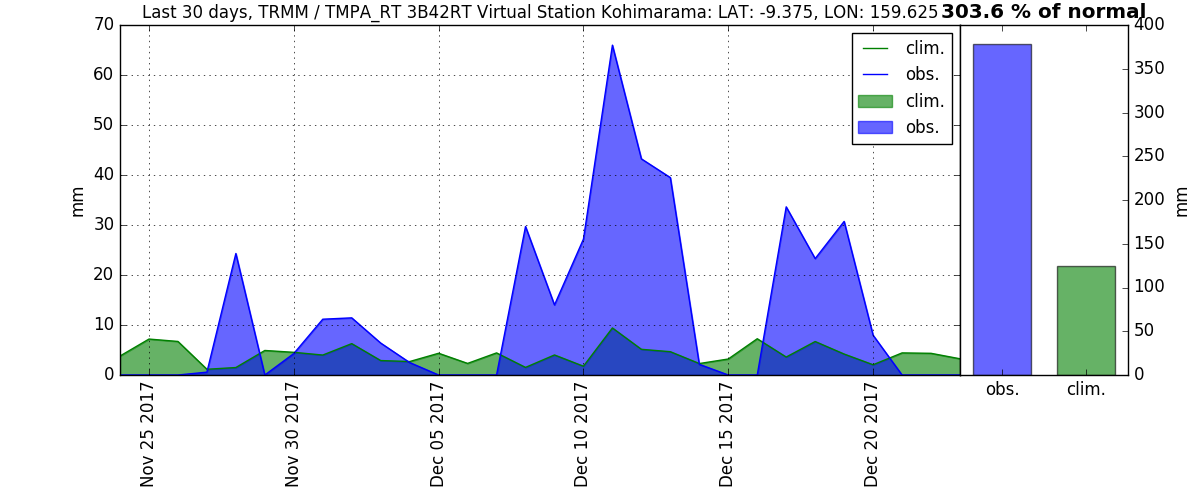 Last 30 days, TRMM / TMPA_RT 3B42RT Virtual Station Kohimarama: LAT: -9.375, LON: 159.625 303.6 % of normal
70
60
50
40
30
20
10
0
mm
clim.
obs.
clim.
obs.
Nov 25 2017
Nov 30 2017
Dec 05 2017
Dec 10 2017
Dec 15 2017
Dec 20 2017
400
350
300
250
200
150
100
50
0
mm
obs. clim.